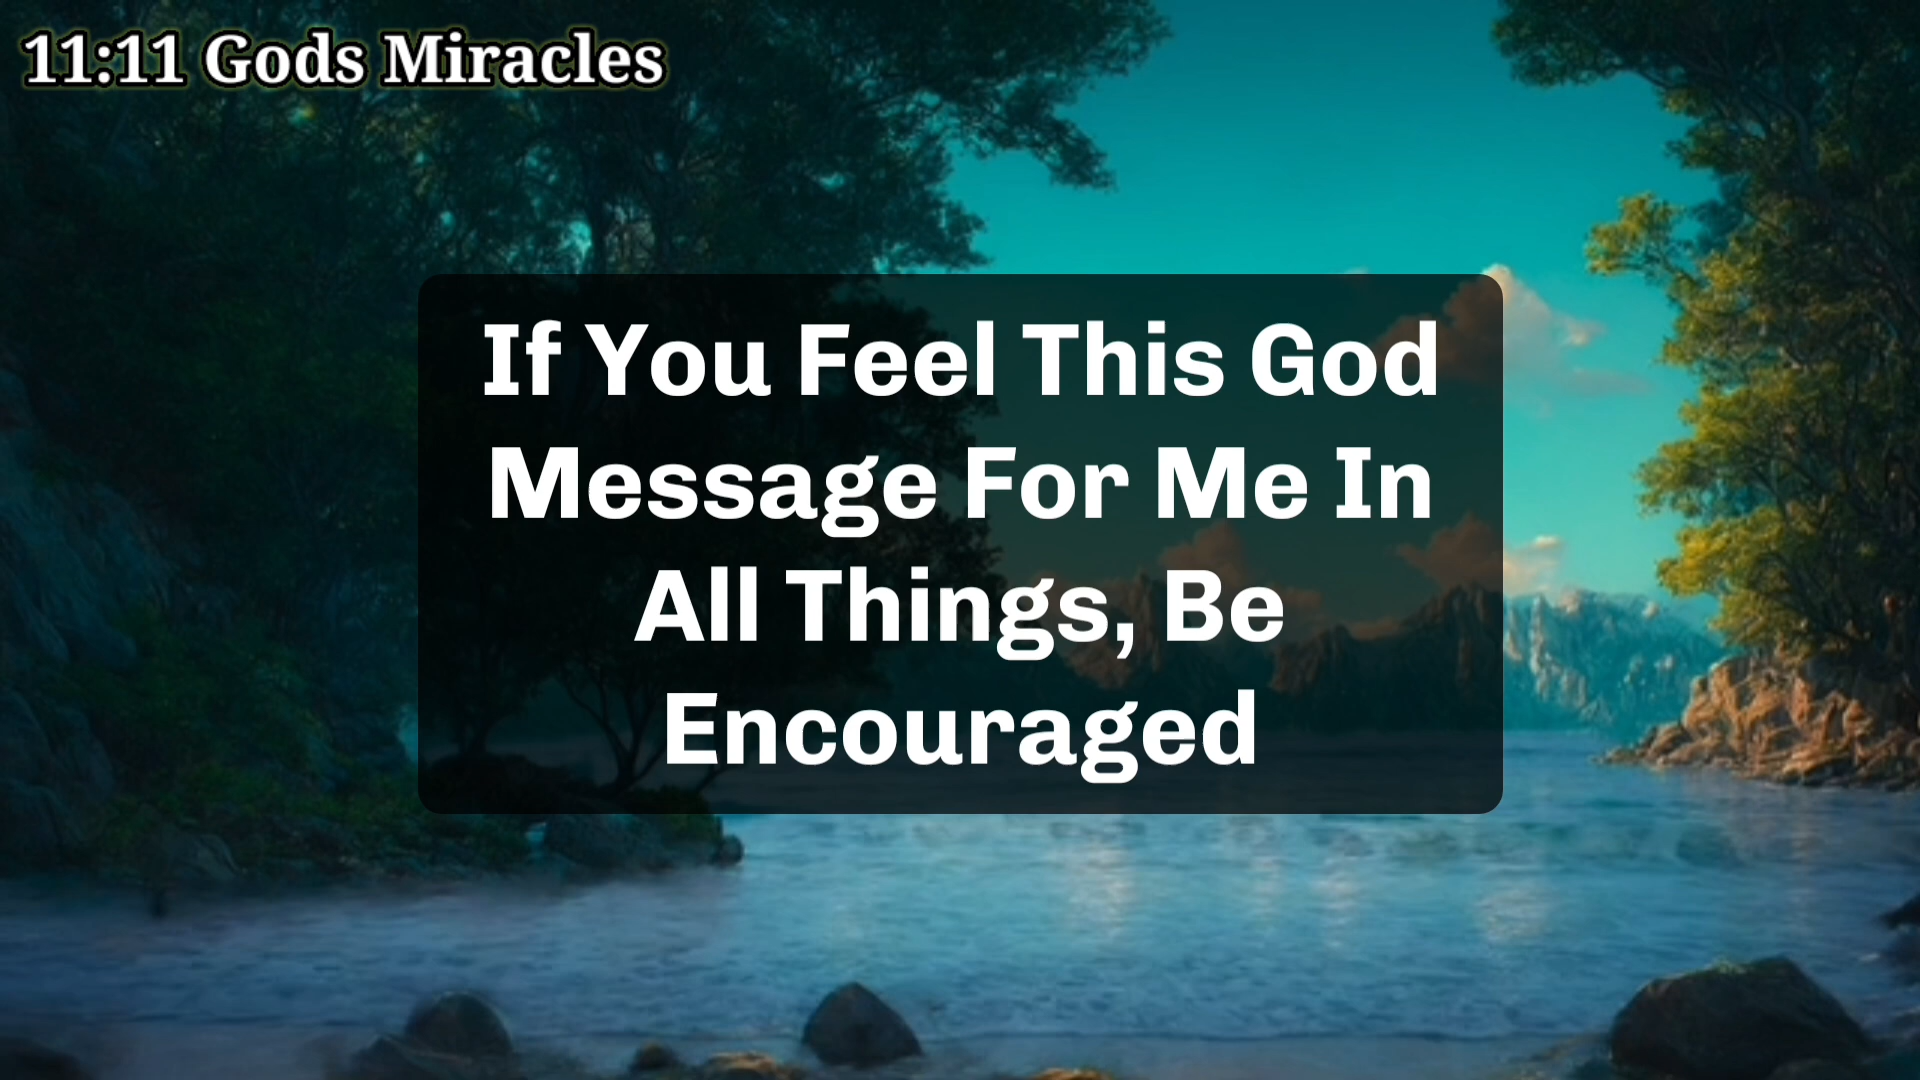 11:11 Gods Miracles
If You Feel This God
Message For Me In
All Things, Be
Encouraged